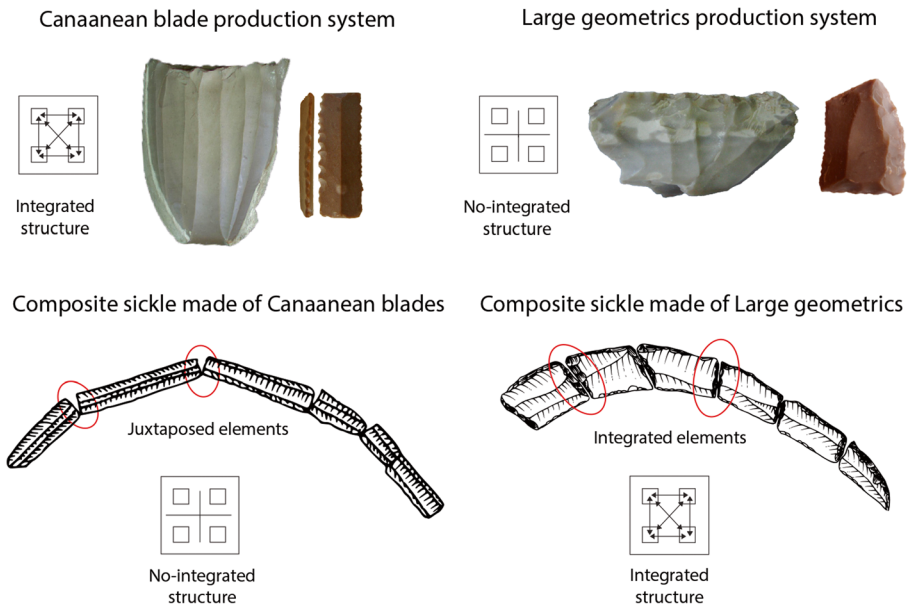 Canaanean blade production system
Large geometrics production system
Integrated
structure
No-integrated
structure
Composite sickle made of Canaanean blades
Composite sickle made of Large geometrics
Juxtaposed elements
Integrated elements
No-integrated
structure
Integrated
structure